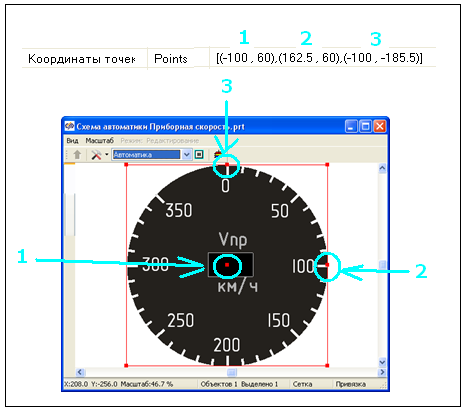 1 2 3
Координаты точек Points [(-100 , 60),(162.5 , 60),(-100 , -185.5)]
3
Схема автоматики Приборная скорость.prt
Вид Масштаб Режим Редактирование
Автоматика
0
350 50
Vпр
1 300 100 2
км/ч
250 150
200
X:208.0 Y:-256.0 Масштаб:46.7 % Объектов 1 Выделено 1 Сетка Привязка